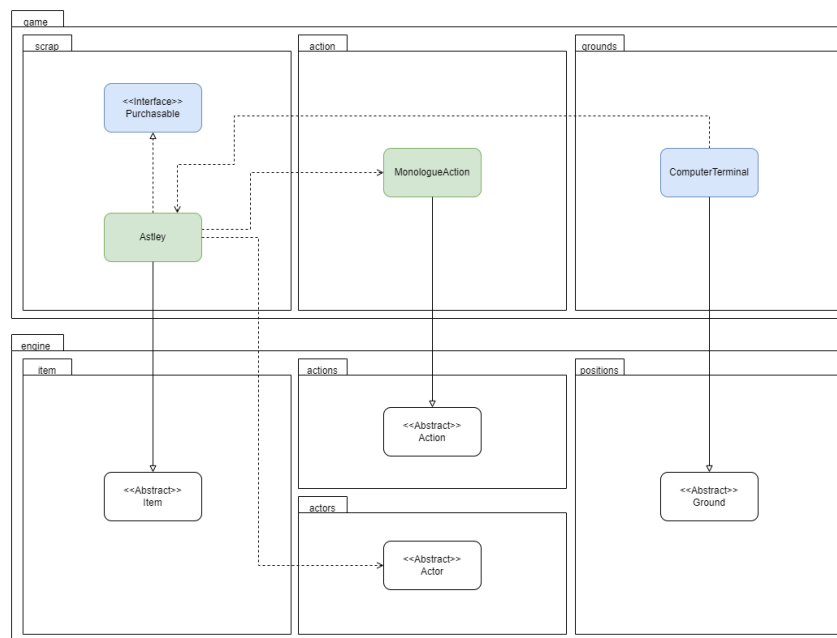 game
scrap
action
grounds
<<Interface>>
Purchasable
MonologueAction
ComputerTerminal
Astley
engine
item
actions
positions
<<Abstract>>
Action
<<Abstract>>
Item
<<Abstract>>
Ground
actors
<<Abstract>>
Actor